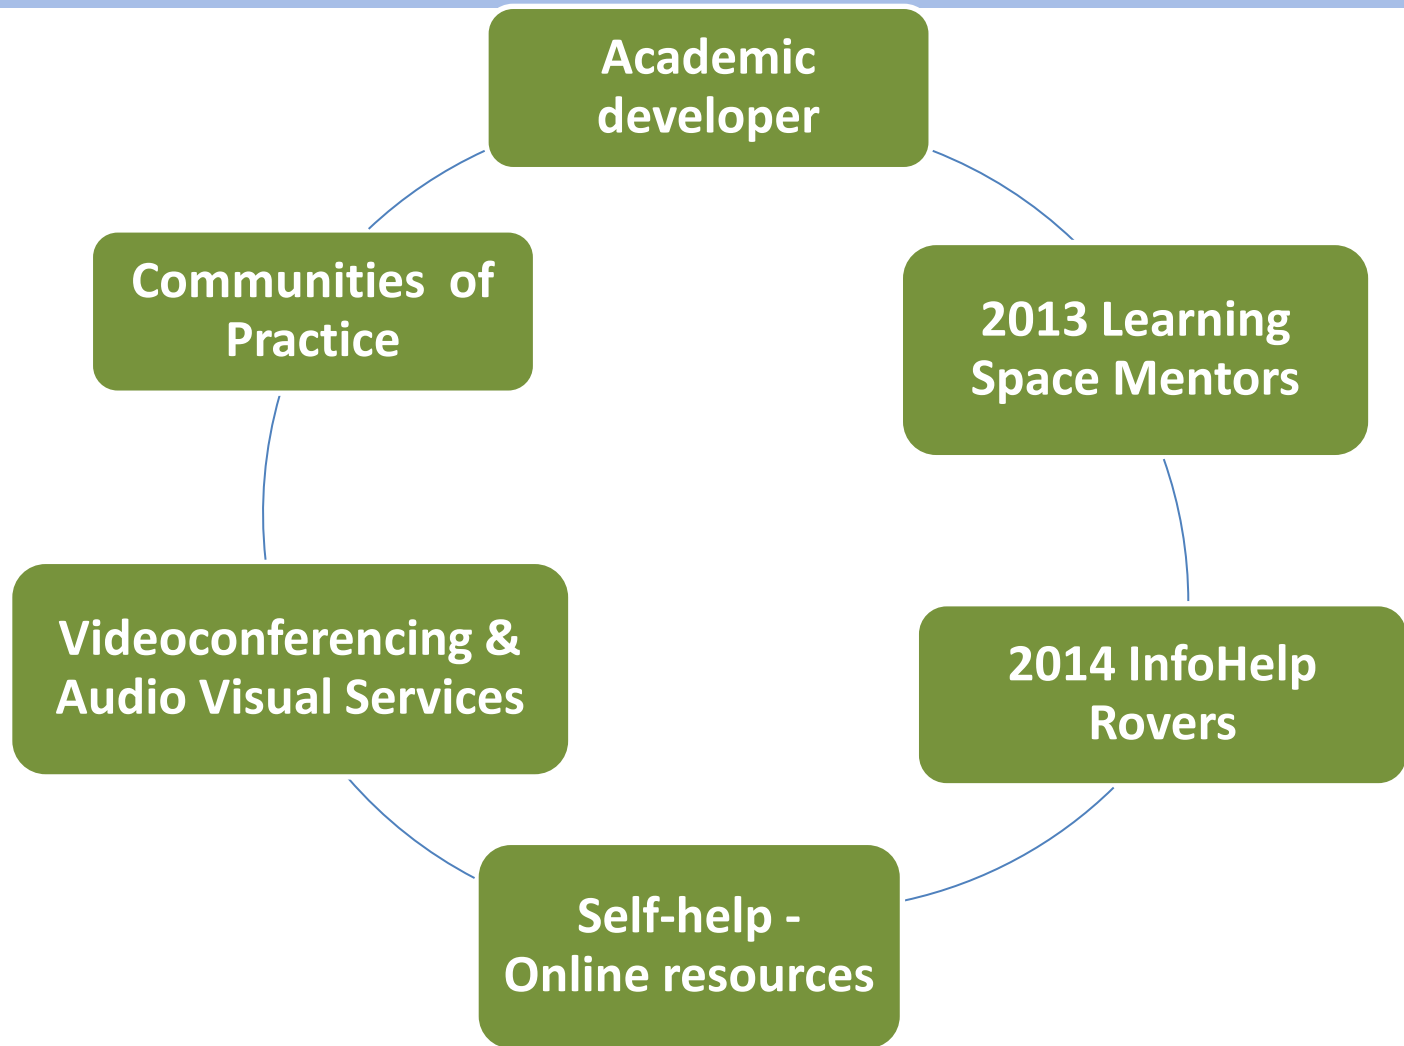 Academic
developer
2013 Learning
Space Mentors
2014 InfoHelp
Rovers
Self-help -
Online resources
Videoconferencing &
Audio Visual Services
Communities  of
Practice